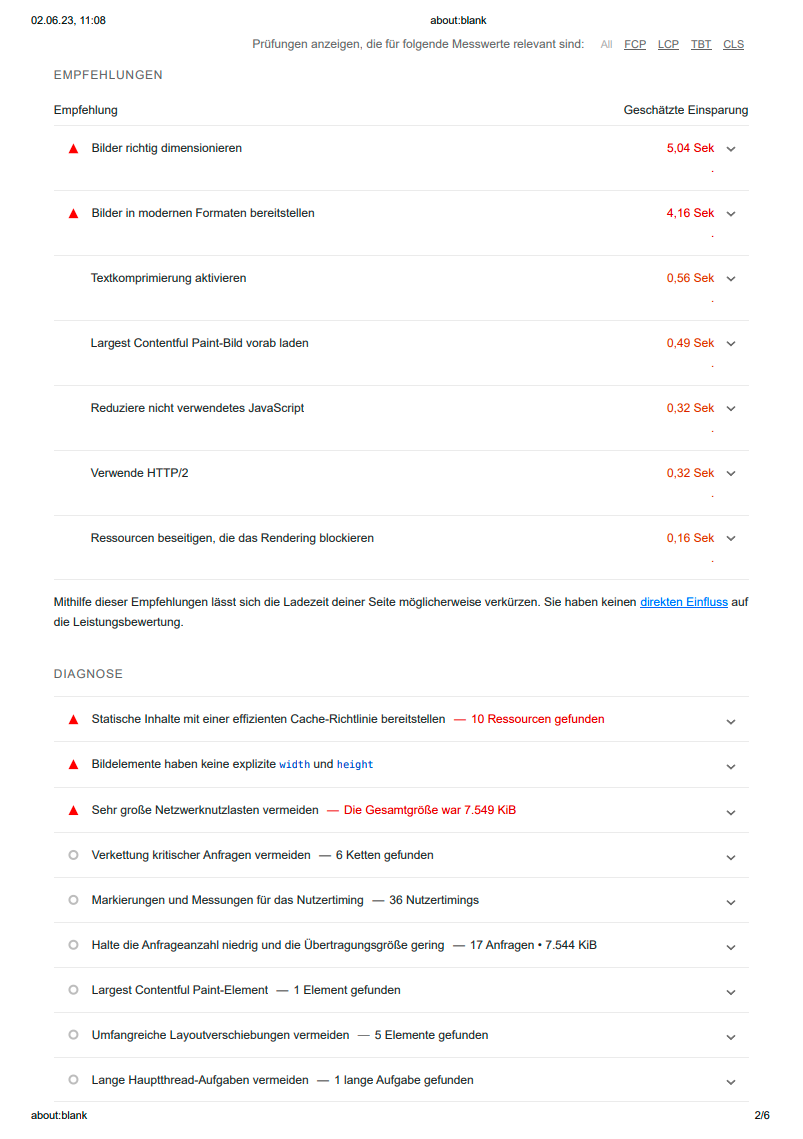 02.06.23, 11:08 about:blank
Prüfungen anzeigen, die für folgende Messwerte relevant sind: All FCP LCP TBT CLS
EMPFEHLUNGEN
Empfehlung Geschätzte Einsparung
Bilder richtig dimensionieren 5,04 Sek
.
Bilder in modernen Formaten bereitstellen 4,16 Sek
.
Textkomprimierung aktivieren 0,56 Sek
.
Largest Contentful Paint-Bild vorab laden 0,49 Sek
.
Reduziere nicht verwendetes JavaScript 0,32 Sek
.
Verwende HTTP/2 0,32 Sek
.
Ressourcen beseitigen, die das Rendering blockieren 0,16 Sek
.
Mithilfe dieser Empfehlungen lässt sich die Ladezeit deiner Seite möglicherweise verkürzen. Sie haben keinen direkten Einfluss auf
die Leistungsbewertung.
DIAGNOSE
Statische Inhalte mit einer effizienten Cache-Richtlinie bereitstellen — 10 Ressourcen gefunden
Bildelemente haben keine explizite width und height
Sehr große Netzwerknutzlasten vermeiden — Die Gesamtgröße war 7.549 KiB
Verkettung kritischer Anfragen vermeiden — 6 Ketten gefunden
Markierungen und Messungen für das Nutzertiming — 36 Nutzertimings
Halte die Anfrageanzahl niedrig und die Übertragungsgröße gering — 17 Anfragen • 7.544 KiB
Largest Contentful Paint-Element — 1 Element gefunden
Umfangreiche Layoutverschiebungen vermeiden — 5 Elemente gefunden
Lange Hauptthread-Aufgaben vermeiden — 1 lange Aufgabe gefunden
about:blank 2/6